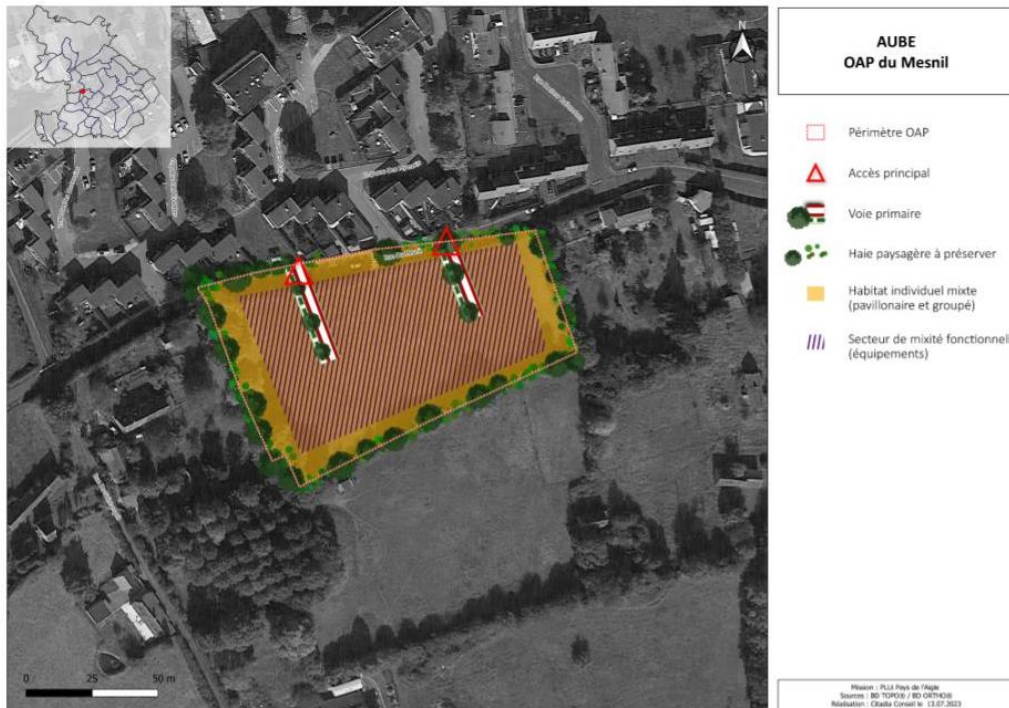 AUBE
OAP du Mesnil
N
Périmètre OAP
Accès principal
Voie primaire
Haie paysagère à préserver
Habitat individuel mixte
(pavillonaire et groupé)
Secteur de mixité fonctionnell
(équipements)
0 25 50 m
Mission : PLUi Pays de l'Aigle
Sources : BD TOPO® / BD ORTHO®
Réalisation : Citadia Conseil le 13.07.2023